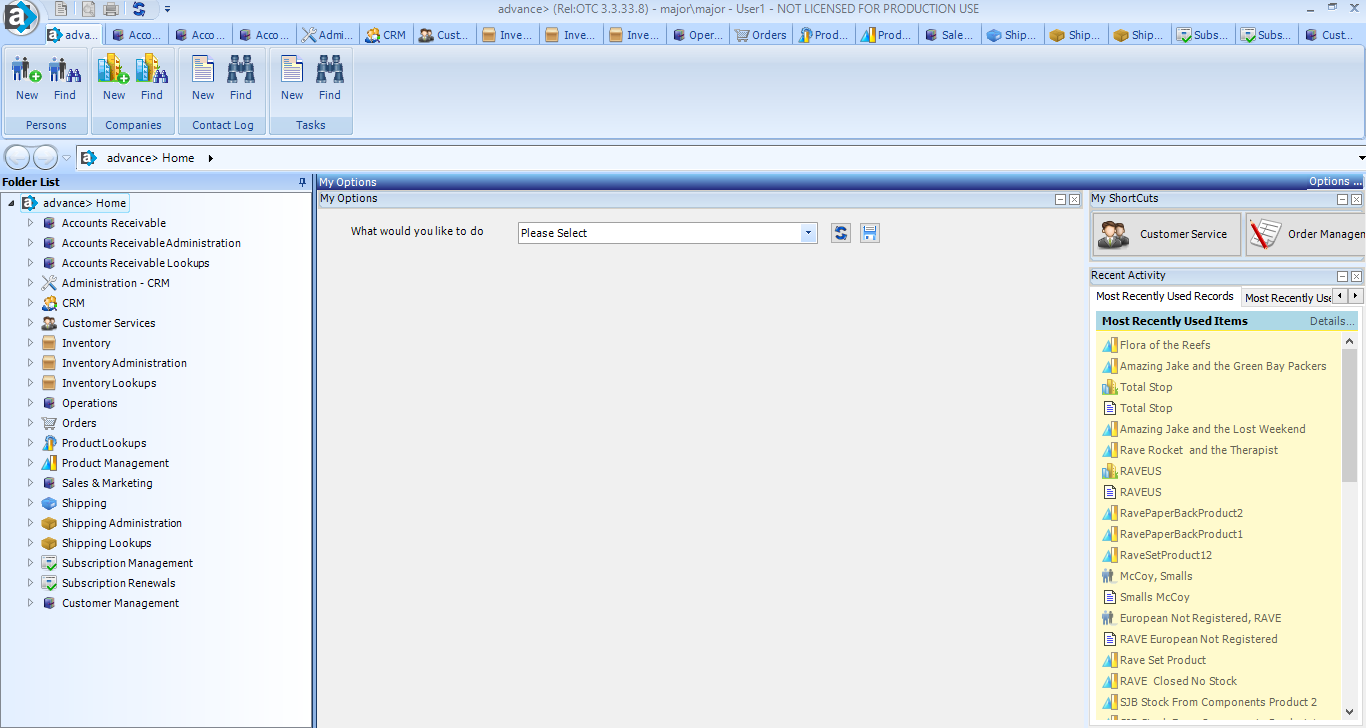 advance> (Rel:OTC 3.3.33.8) - major\major - User1 - NOT LICENSED FOR PRODUCTION USE
adva... Acco... Acco... Acco... Admi... CRM Cust... Inve... Inve... Inve... Oper... Orders Prod... Prod... Sale... Ship... Ship... Ship... Subs... Subs... Cust...
New Find New Find New Find New Find
Persons Companies Contact Log Tasks
advance> Home
Folder List
advance> Home
Accounts Receivable
Accounts Receivable Administration
Accounts Receivable Lookups
Administration - CRM
CRM
Customer Services
Inventory
Inventory Administration
Inventory Lookups
Operations
Orders
Product Lookups
Product Management
Sales & Marketing
Shipping
Shipping Administration
Shipping Lookups
Subscription Management
Subscription Renewals
Customer Management
My Options Options ...
My Options
What would you like to do Please Select
My ShortCuts
Customer Service Order Managem
Recent Activity
Most Recently Used Records Most Recently Use
Most Recently Used Items Details...
Flora of the Reefs
Amazing Jake and the Green Bay Packers
Total Stop
Total Stop
Amazing Jake and the Lost Weekend
Rave Rocket and the Therapist
RAVEUS
RAVEUS
RavePaperBackProduct2
RavePaperBackProduct1
RaveSetProduct12
McCoy, Smalls
Smalls McCoy
European Not Registered, RAVE
RAVE European Not Registered
Rave Set Product
RAVE Closed No Stock
SJB Stock From Components Product 2